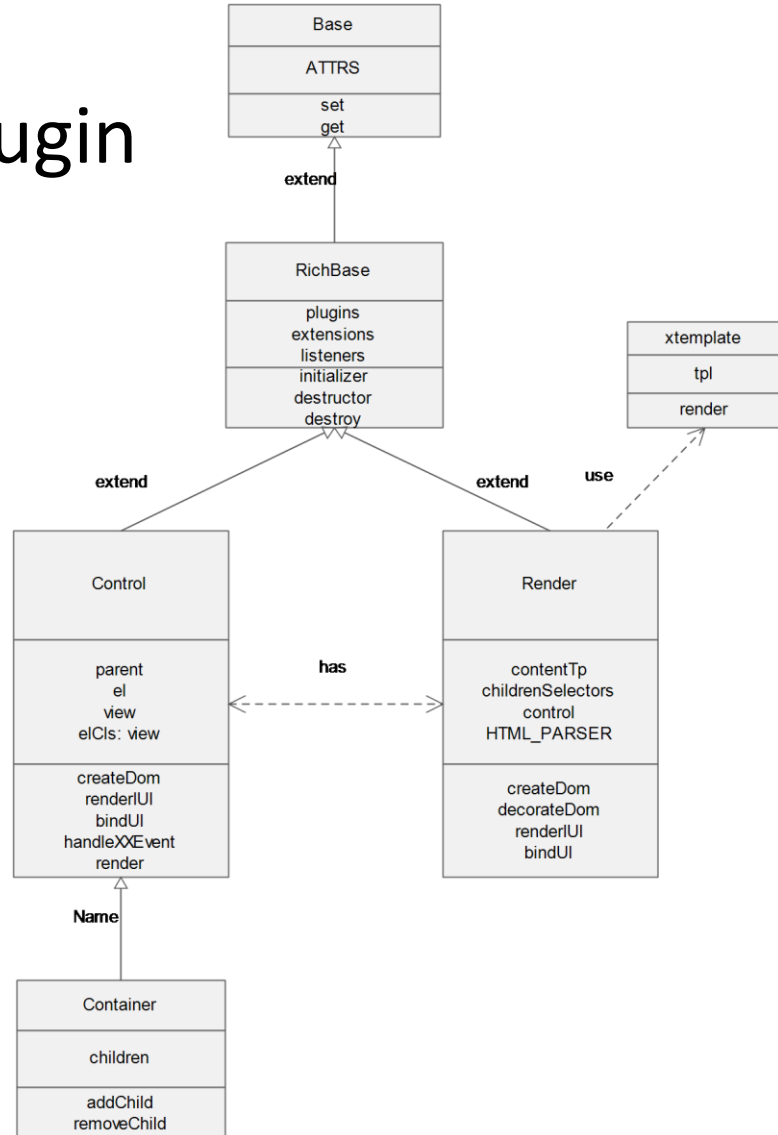 Base
ATTRS
set
get
ugin
extend
RichBase
plugins
extensions
listeners
initializer
destructor
destroy
xtemplate
tpl
render
extend
extend
use
Control
parent
el
view
elCls: view
createDom
renderIUI
bindUI
handleXXEvent
render
has
Render
contentTp
childrenSelectors
control
HTML_PARSER
createDom
decorateDom
renderIUI
bindUI
Name
Container
children
addChild
removeChild